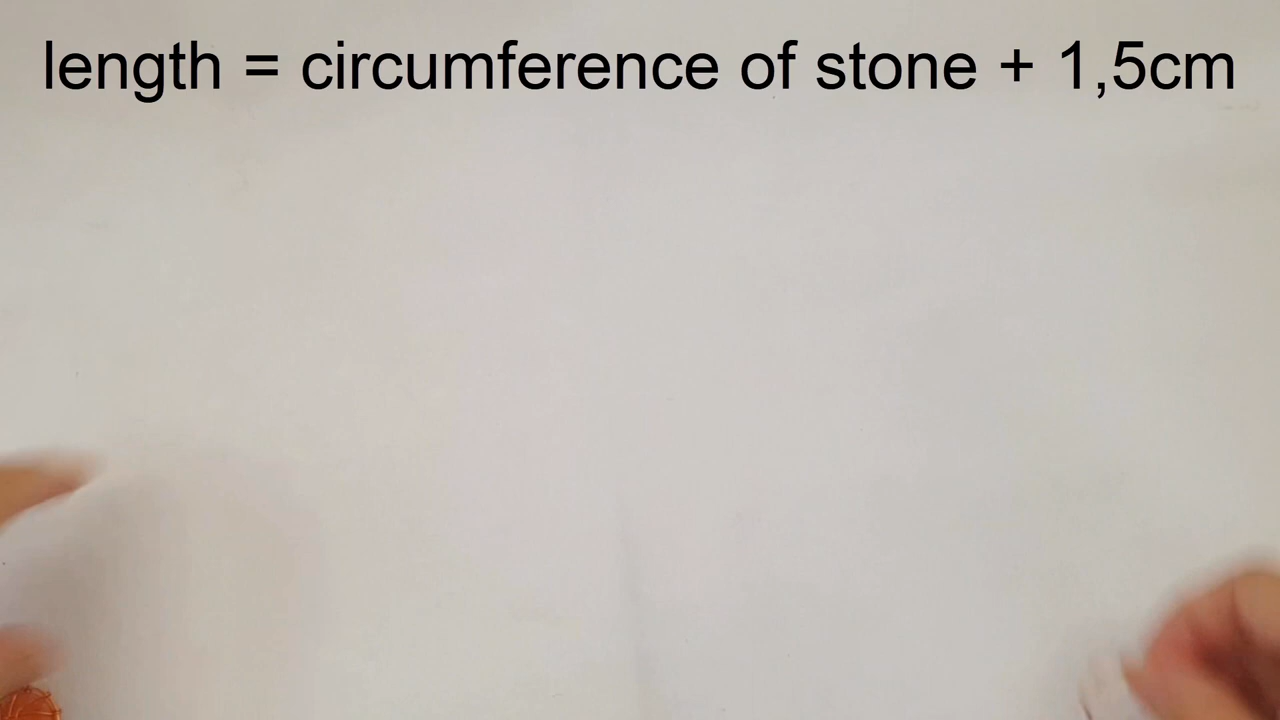 length = circumference of stone + 1,5cm